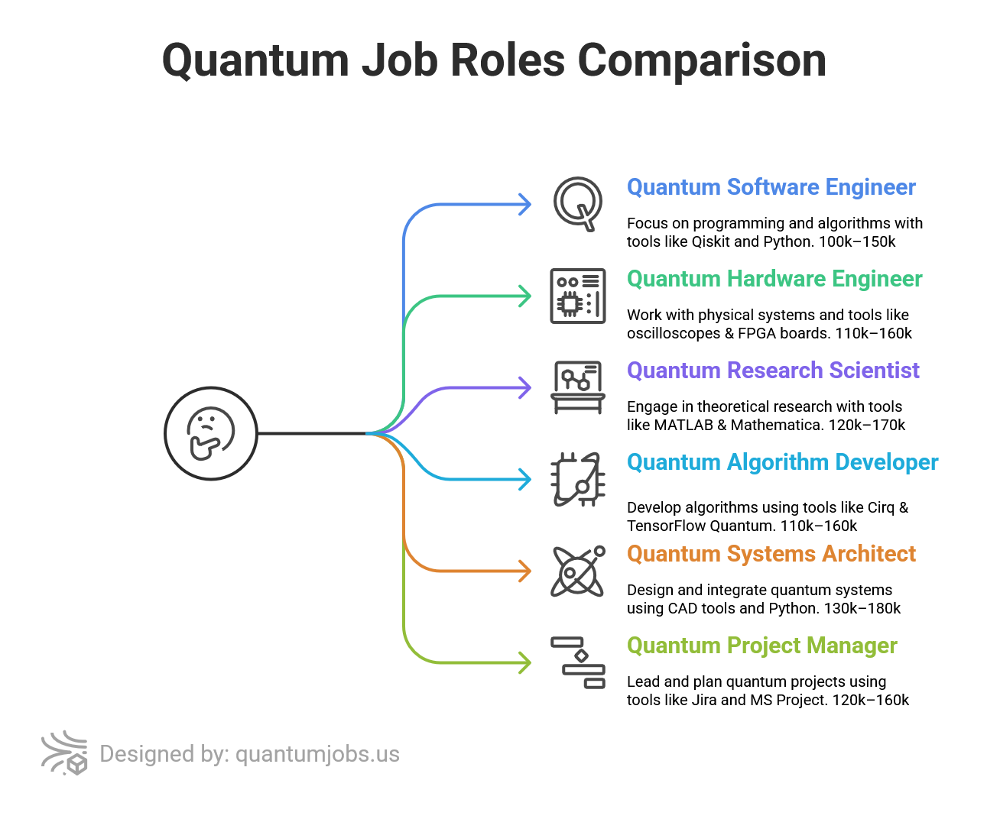 Quantum Job Roles Comparison
Quantum Software Engineer
Focus on programming and algorithms with
tools like Qiskit and Python. 100k–150k
Quantum Hardware Engineer
Work with physical systems and tools like
oscilloscopes & FPGA boards. 110k–160k
Quantum Research Scientist
Engage in theoretical research with tools
like MATLAB & Mathematica. 120k–170k
Quantum Algorithm Developer
Develop algorithms using tools like Cirq &
TensorFlow Quantum. 110k–160k
Quantum Systems Architect
Design and integrate quantum systems
using CAD tools and Python. 130k–180k
Quantum Project Manager
Lead and plan quantum projects using
tools like Jira and MS Project. 120k–160k
Designed by: quantumjobs.us